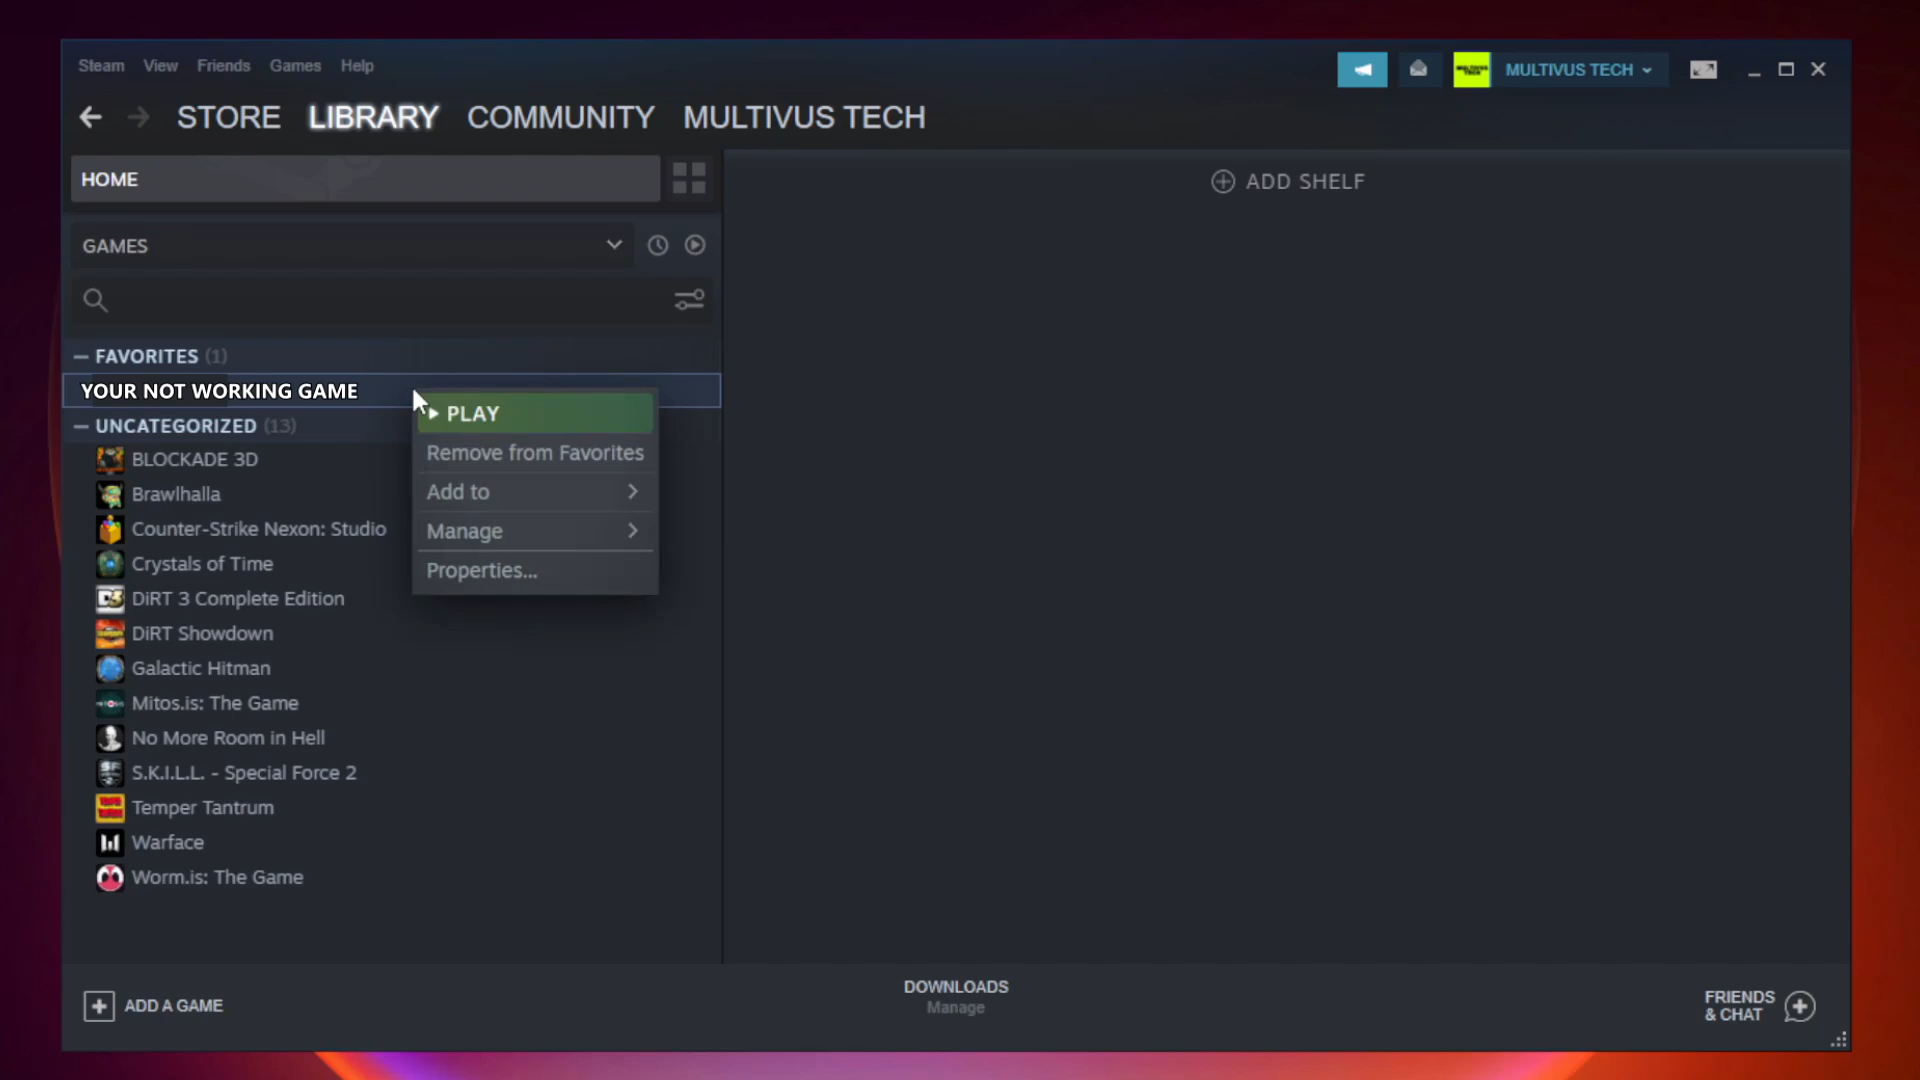 Steam View Friends Games Help
MULTIVUS TECH
STORE LIBRARY COMMUNITY MULTIVUS TECH
HOME
ADD SHELF
GAMES
FAVORITES (1)
YOUR NOT WORKING GAME
PLAY
Remove from Favorites
Add to
Manage
Properties...
UNCATEGORIZED (13)
BLOCKADE 3D
Brawlhalla
Counter-Strike Nexon: Studio
Crystals of Time
DiRT 3 Complete Edition
DiRT Showdown
Galactic Hitman
Mitos.is: The Game
No More Room in Hell
S.K.I.L.L. - Special Force 2
Temper Tantrum
Warface
Worm.is: The Game
ADD A GAME
DOWNLOADS
Manage
FRIENDS
& CHAT